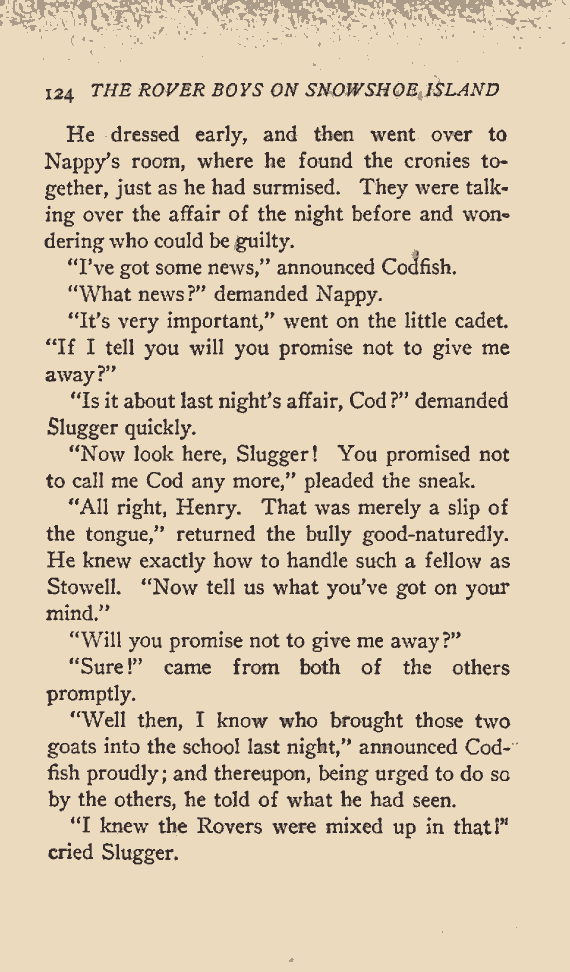 124 THE ROVER BOYS ON SNOWSHOE ISLAND
He dressed early, and then went over to
Nappy's room, where he found the cronies to-
gether, just as he had surmised. They were talk-
ing over the affair of the night before and won-
dering who could be guilty.
"I've got some news," announced Codfish.
"What news?" demanded Nappy.
"It's very important," went on the little cadet.
"If I tell you will you promise not to give me
away?"
"Is it about last night's affair, Cod?" demanded
Slugger quickly.
"Now look here, Slugger! You promised not
to call me Cod any more," pleaded the sneak.
"All right, Henry. That was merely a slip of
the tongue," returned the bully good-naturedly.
He knew exactly how to handle such a fellow as
Stowell. "Now tell us what you've got on your
mind."
"Will you promise not to give me away?"
"Sure!" came from both of the others
promptly.
"Well then, I know who brought those two
goats into the school last night," announced Cod-
fish proudly; and thereupon, being urged to do so
by the others, he told of what he had seen.
"I knew the Rovers were mixed up in that!"
cried Slugger.